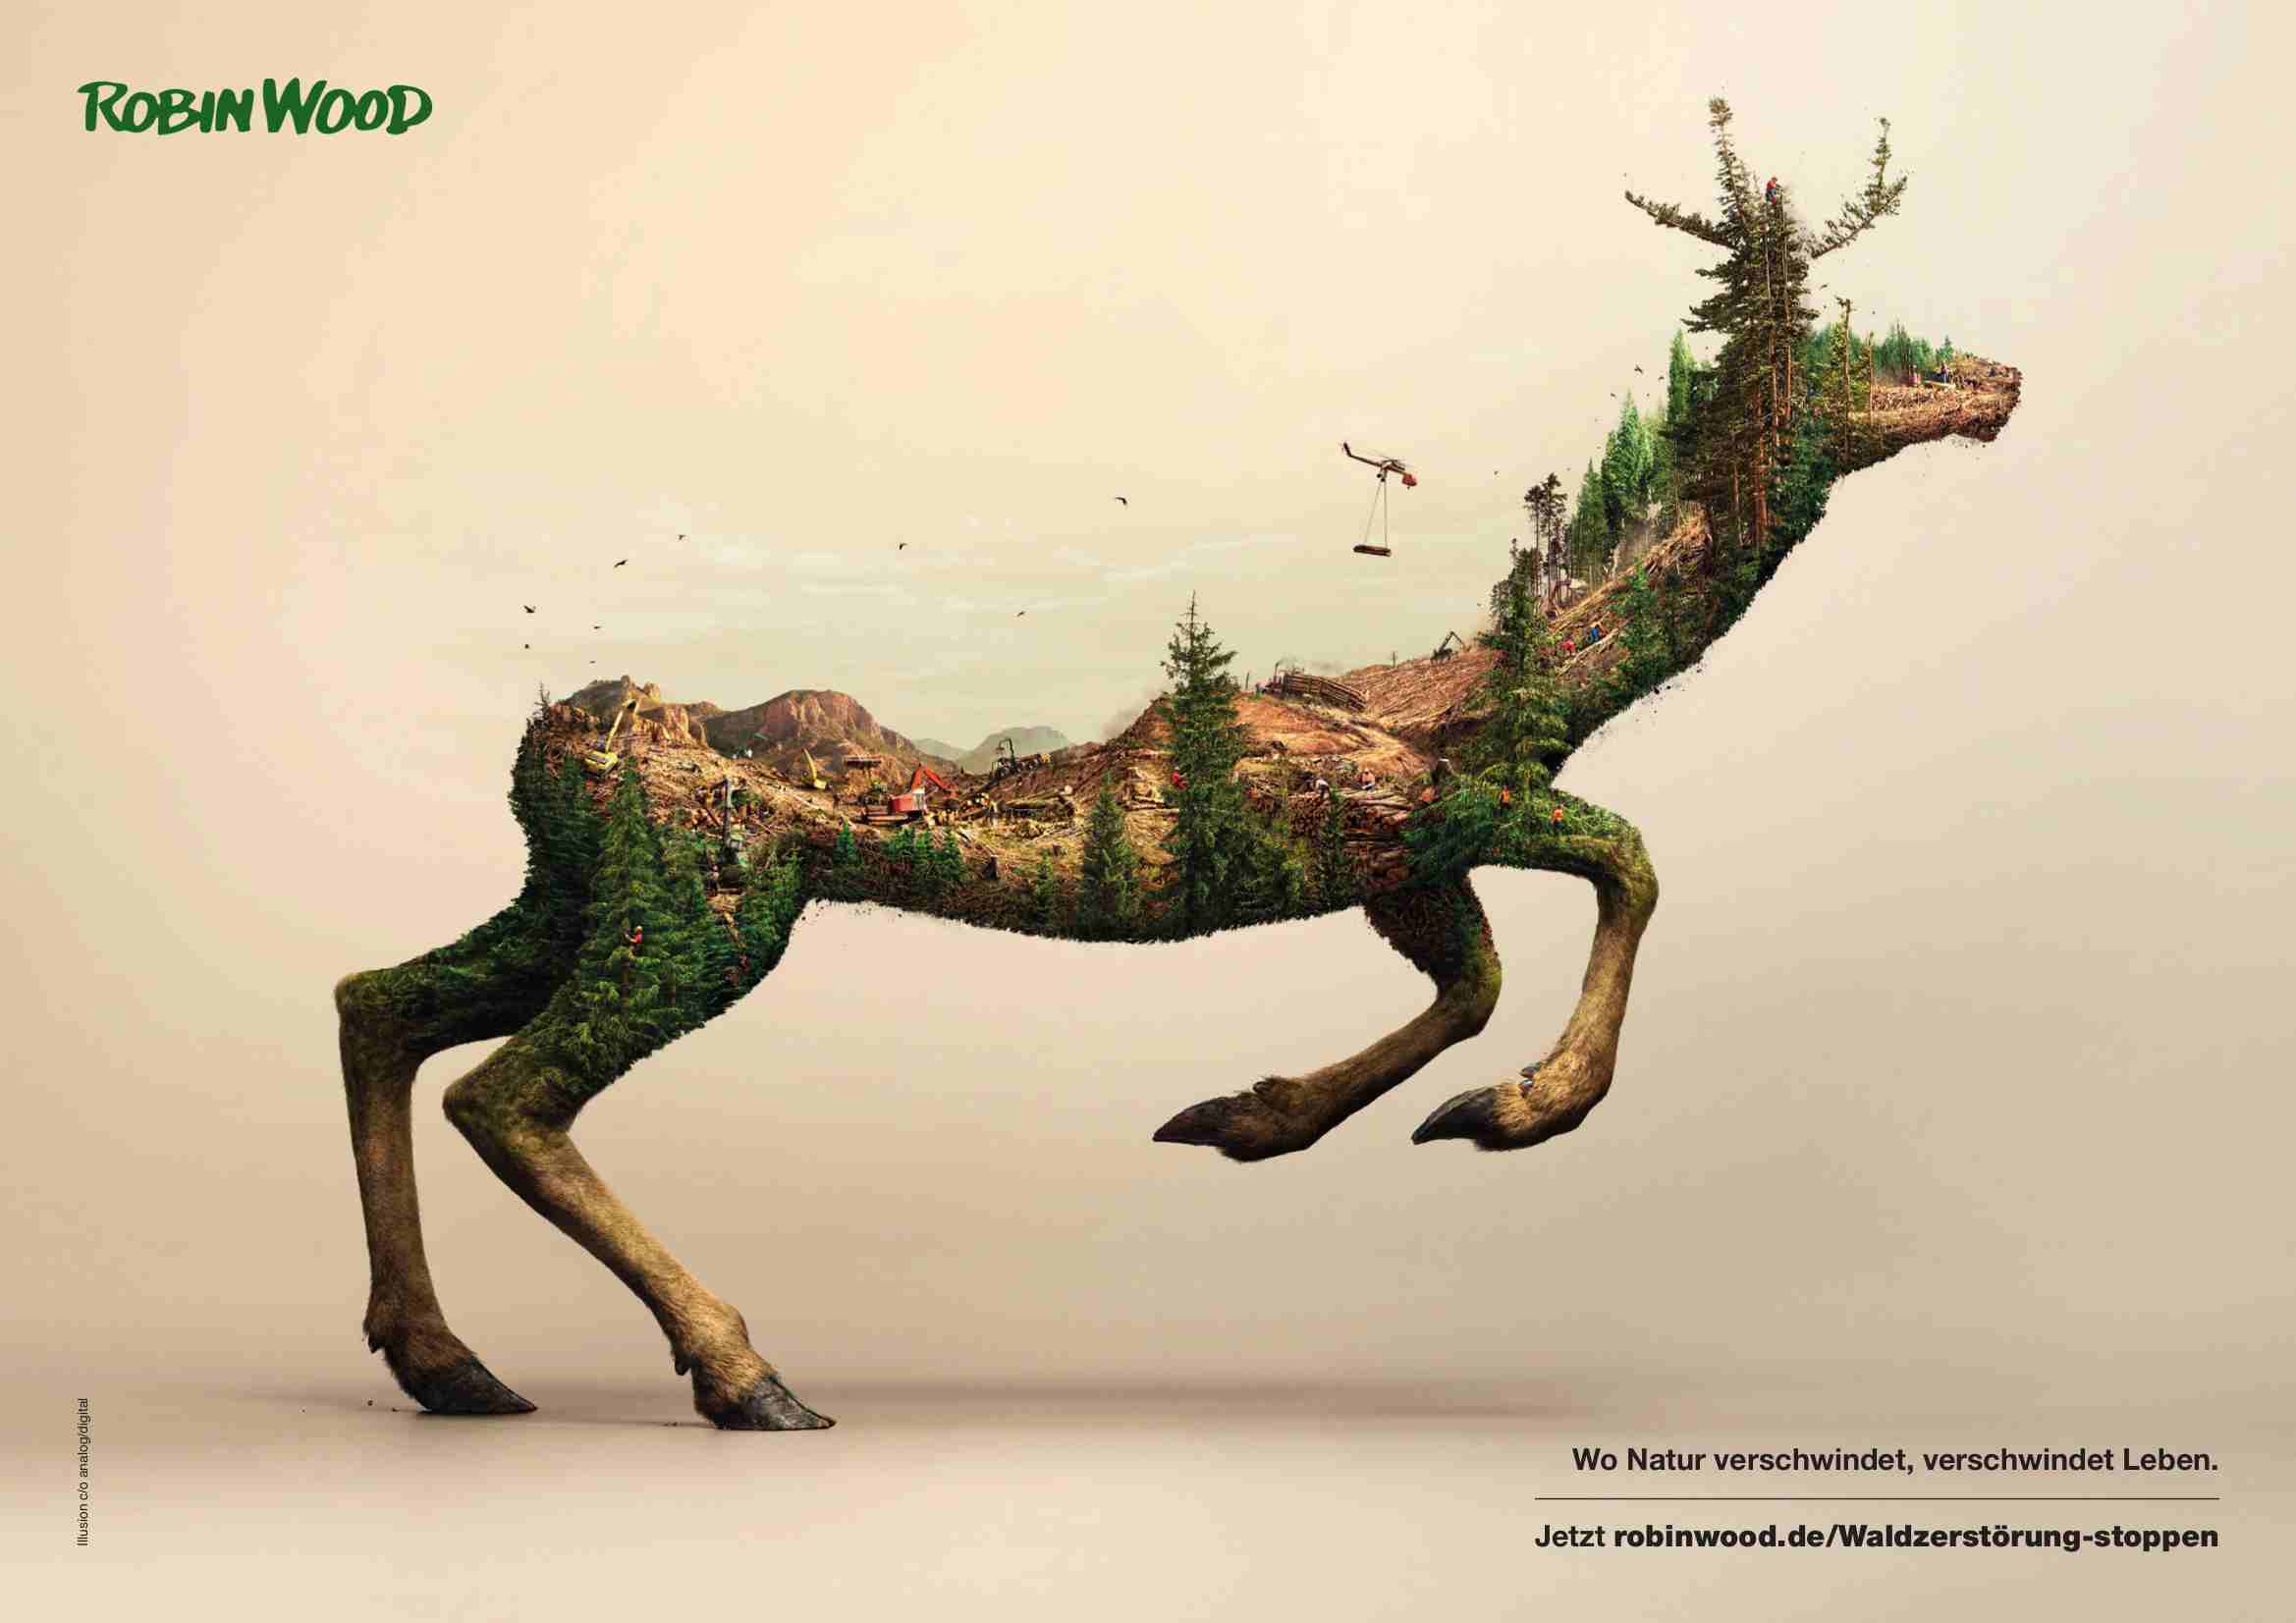 ROBIN WOOD
Wo Natur verschwindet, verschwindet Leben.
Jetzt robinwood.de/Waldzerstörung-stoppen
Illusion c/o analog/digital